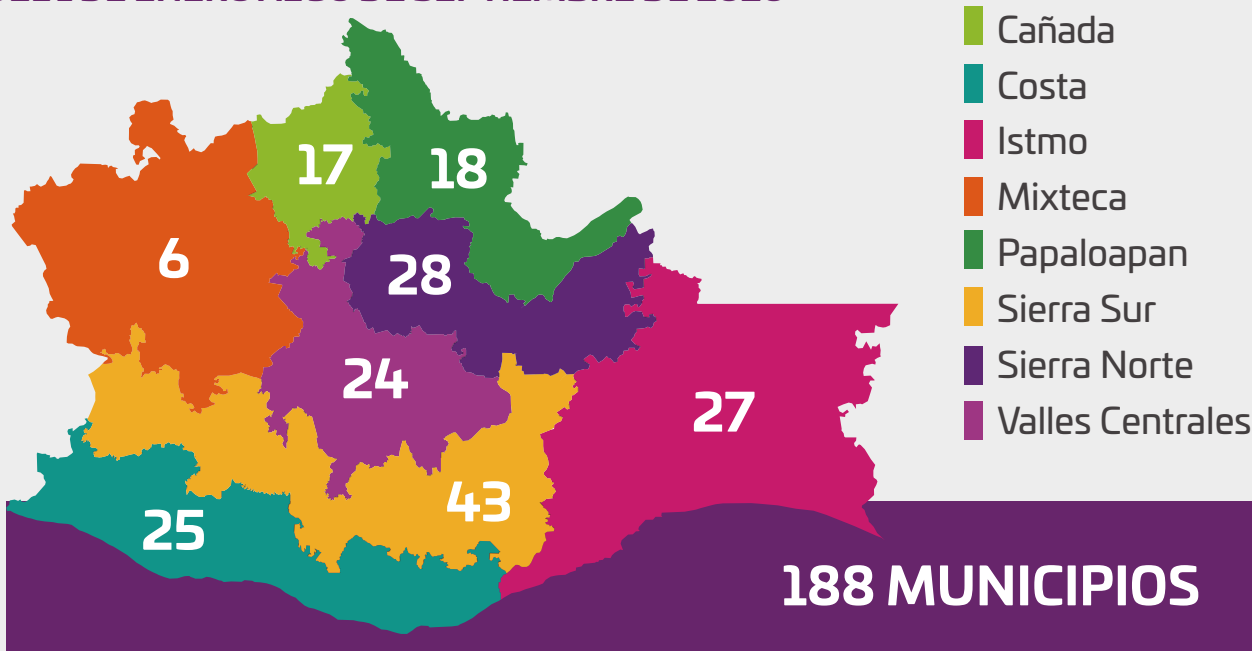 Cañada
Costa
Istmo
Mixteca
Papaloapan
Sierra Sur
Sierra Norte
Valles Centrales
17
18
6
28
24
27
43
25
188 MUNICIPIOS